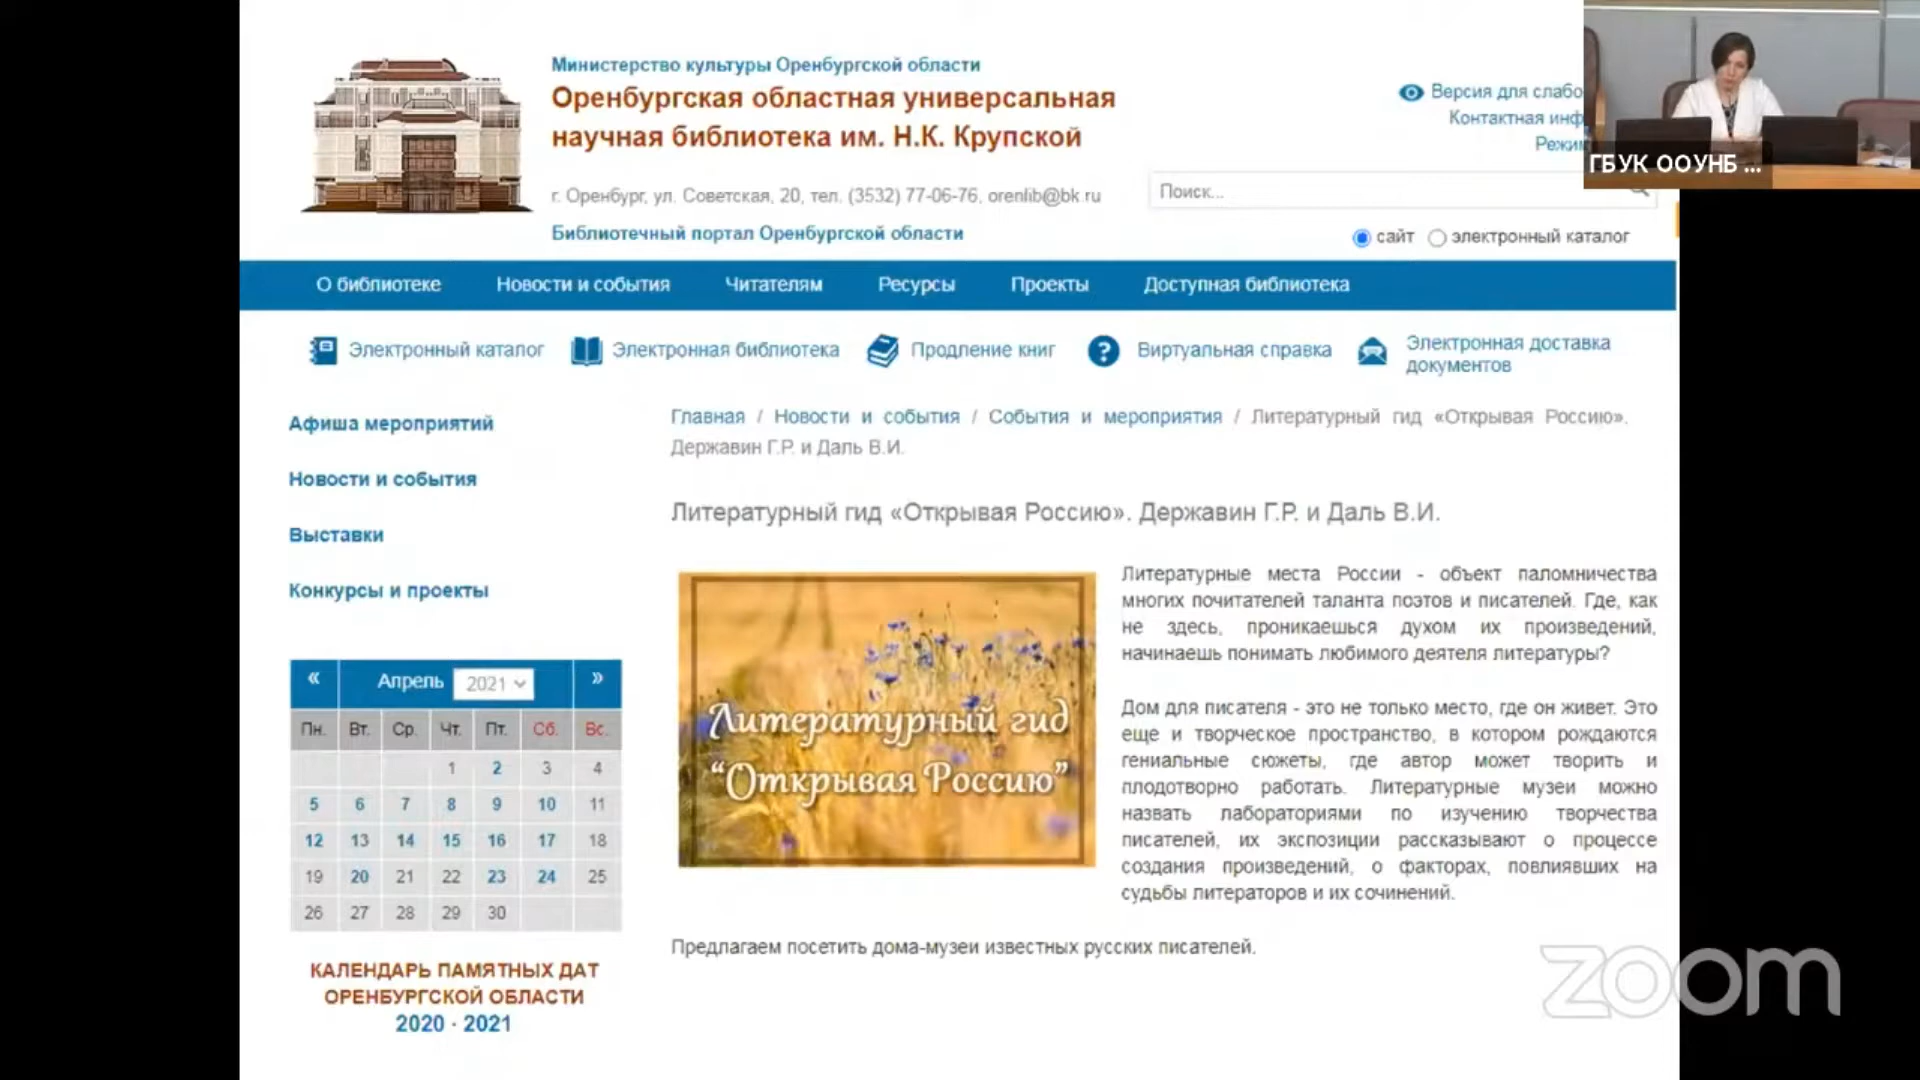 Министерство культуры Оренбургской области
Оренбургская областная универсальная
научная библиотека им. Н.К. Крупской
г. Оренбург, ул. Советская, 20, тел. (3532) 77-06-76, orenlib@bk.ru
Библиотечный портал Оренбургской области
Версия для слабо
Контактная инф
Режим
ГБУК ООУНБ ...
Поиск...
сайт электронный каталог
О библиотеке Новости и события Читателям Ресурсы Проекты Доступная библиотека
Электронный каталог Электронная библиотека Продление книг ? Виртуальная справка Электронная доставка
документов
Афиша мероприятий
Новости и события
Выставки
Конкурсы и проекты
« Апрель 2021 »
Пн. Вт. Ср. Чт. Пт. Сб. Вс.
1 2 3 4
5 6 7 8 9 10 11
12 13 14 15 16 17 18
19 20 21 22 23 24 25
26 27 28 29 30
КАЛЕНДАРЬ ПАМЯТНЫХ ДАТ
ОРЕНБУРГСКОЙ ОБЛАСТИ
2020 - 2021
Главная / Новости и события / События и мероприятия / Литературный гид «Открывая Россию».
Державин Г.Р. и Даль В.И.
Литературный гид «Открывая Россию». Державин Г.Р. и Даль В.И.
Литературный гид
“Открывая Россию”
Литературные места России - объект паломничества
многих почитателей таланта поэтов и писателей. Где, как
не здесь, проникаешься духом их произведений,
начинаешь понимать любимого деятеля литературы?
Дом для писателя - это не только место, где он живет. Это
еще и творческое пространство, в котором рождаются
гениальные сюжеты, где автор может творить и
плодотворно работать. Литературные музеи можно
назвать лабораториями по изучению творчества
писателей, их экспозиции рассказывают о процессе
создания произведений, о факторах, повлиявших на
судьбы литераторов и их сочинений.
Предлагаем посетить дома-музеи известных русских писателей.
zoom